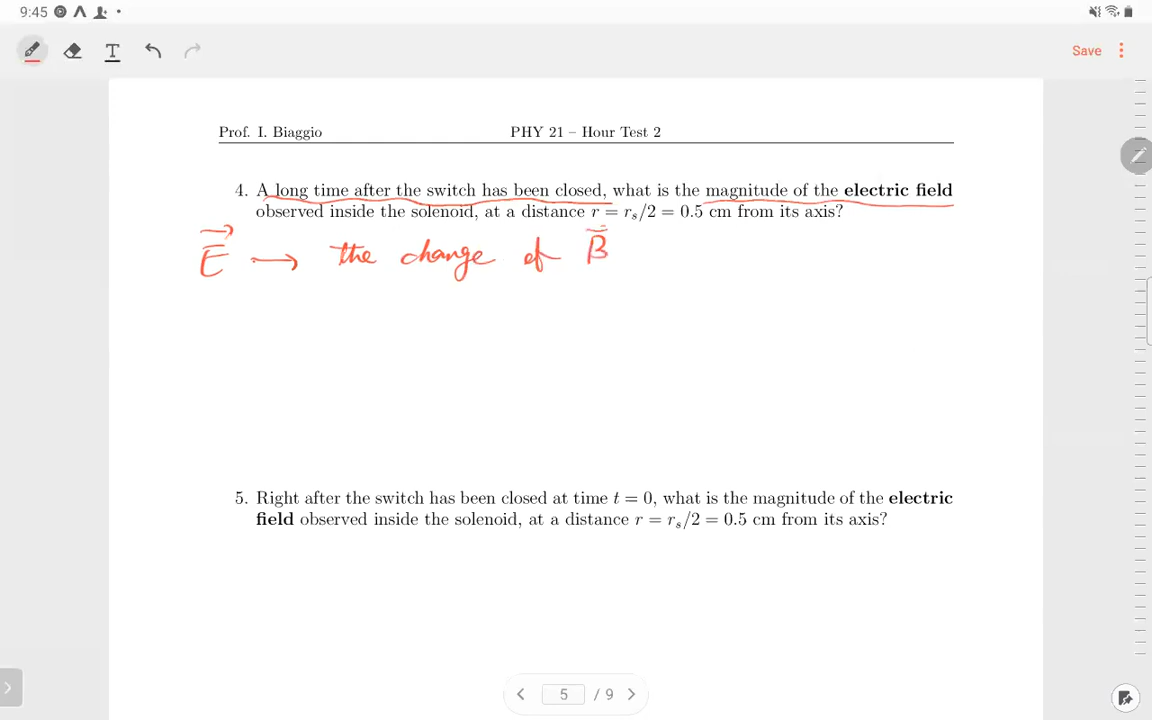 9:45
Save
Prof. I. Biaggio PHY 21 – Hour Test 2
4. A long time after the switch has been closed, what is the magnitude of the electric field
observed inside the solenoid, at a distance r = rₛ/2 = 0.5 cm from its axis?
E⃗ → the change of B⃗
5. Right after the switch has been closed at time t = 0, what is the magnitude of the electric
field observed inside the solenoid, at a distance r = rₛ/2 = 0.5 cm from its axis?
5 / 9